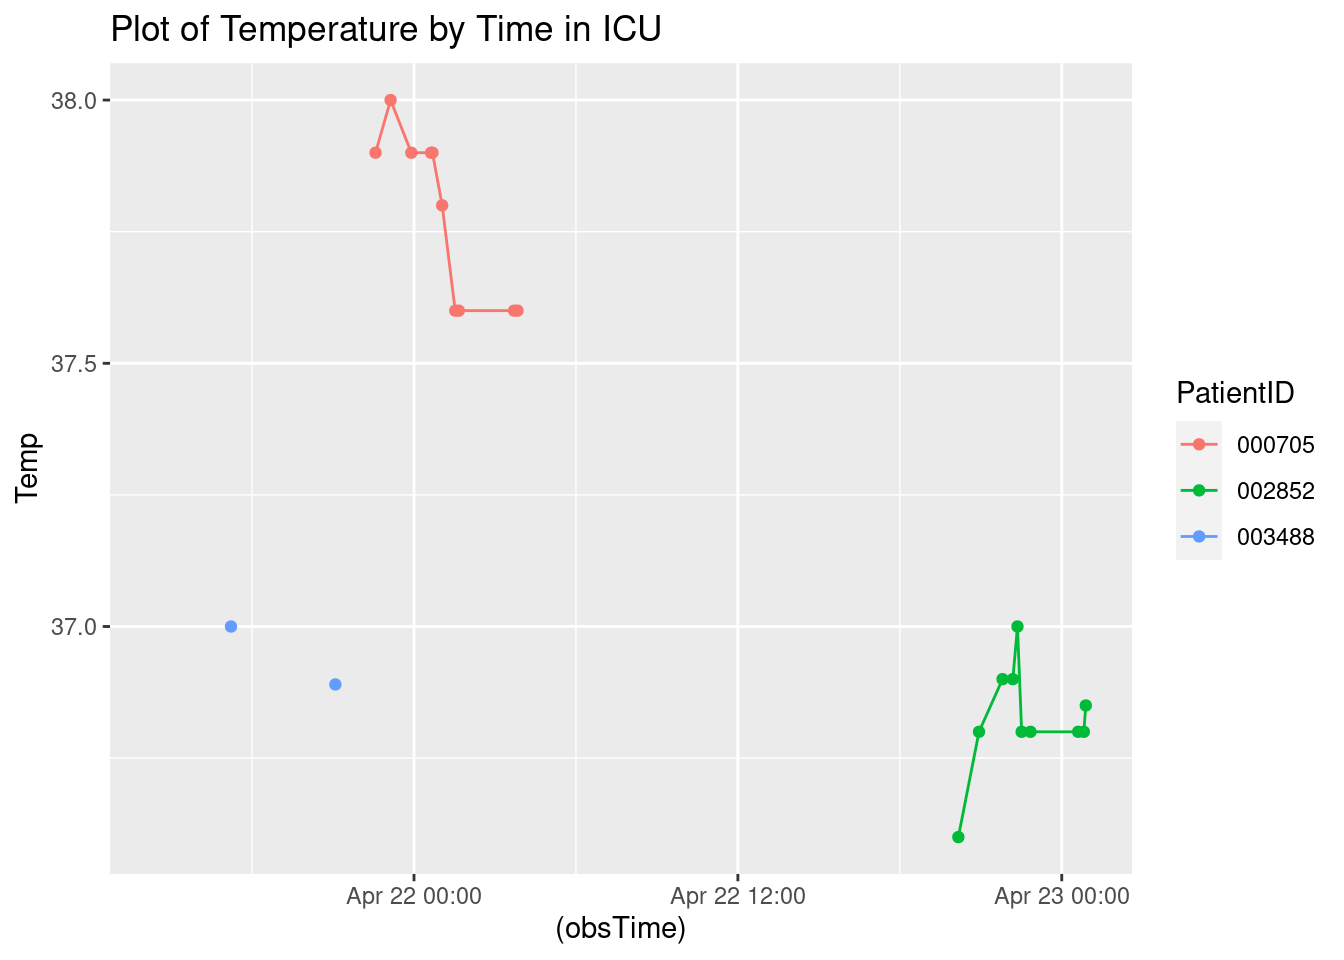 Plot of Temperature by Time in ICU
38.0
37.5
37.0
Temp
Apr 22 00:00
Apr 22 12:00
Apr 23 00:00
(obsTime)
PatientID
000705
002852
003488